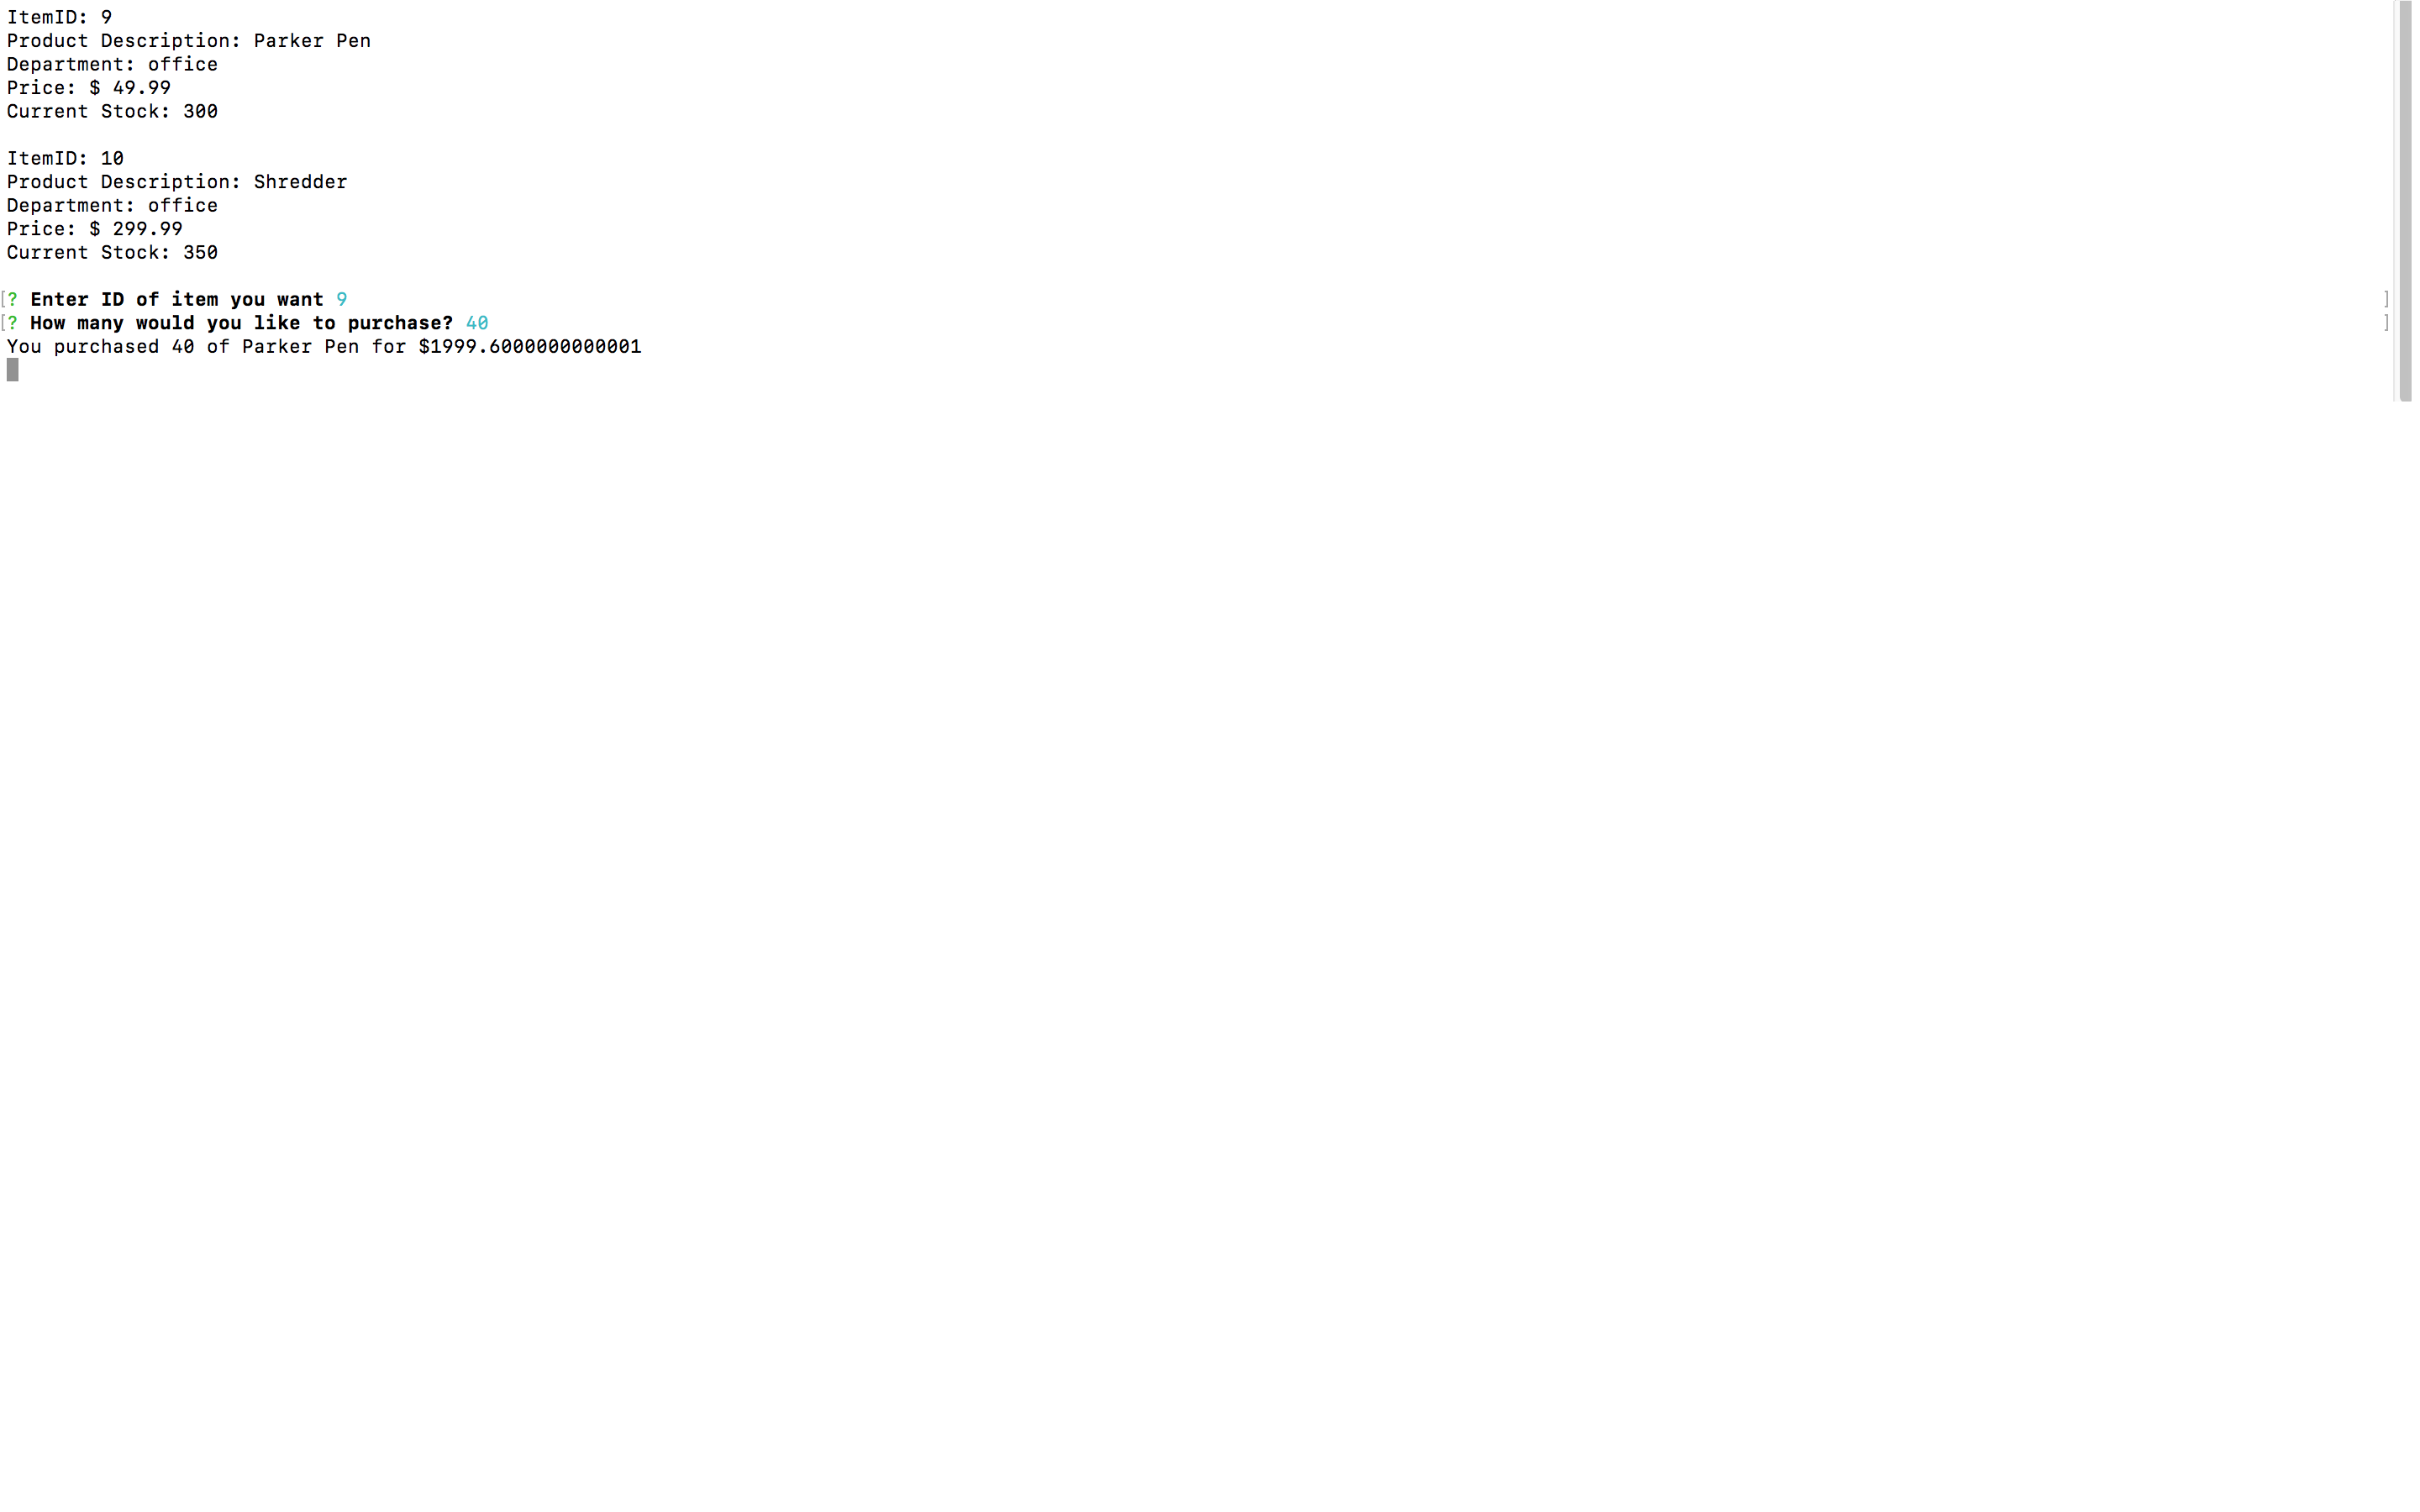 ItemID: 9
Product Description: Parker Pen
Department: office
Price: $ 49.99
Current Stock: 300
ItemID: 10
Product Description: Shredder
Department: office
Price: $ 299.99
Current Stock: 350
[? Enter ID of item you want 9 ]
[? How many would you like to purchase? 40 ]
You purchased 40 of Parker Pen for $1999.6000000000001